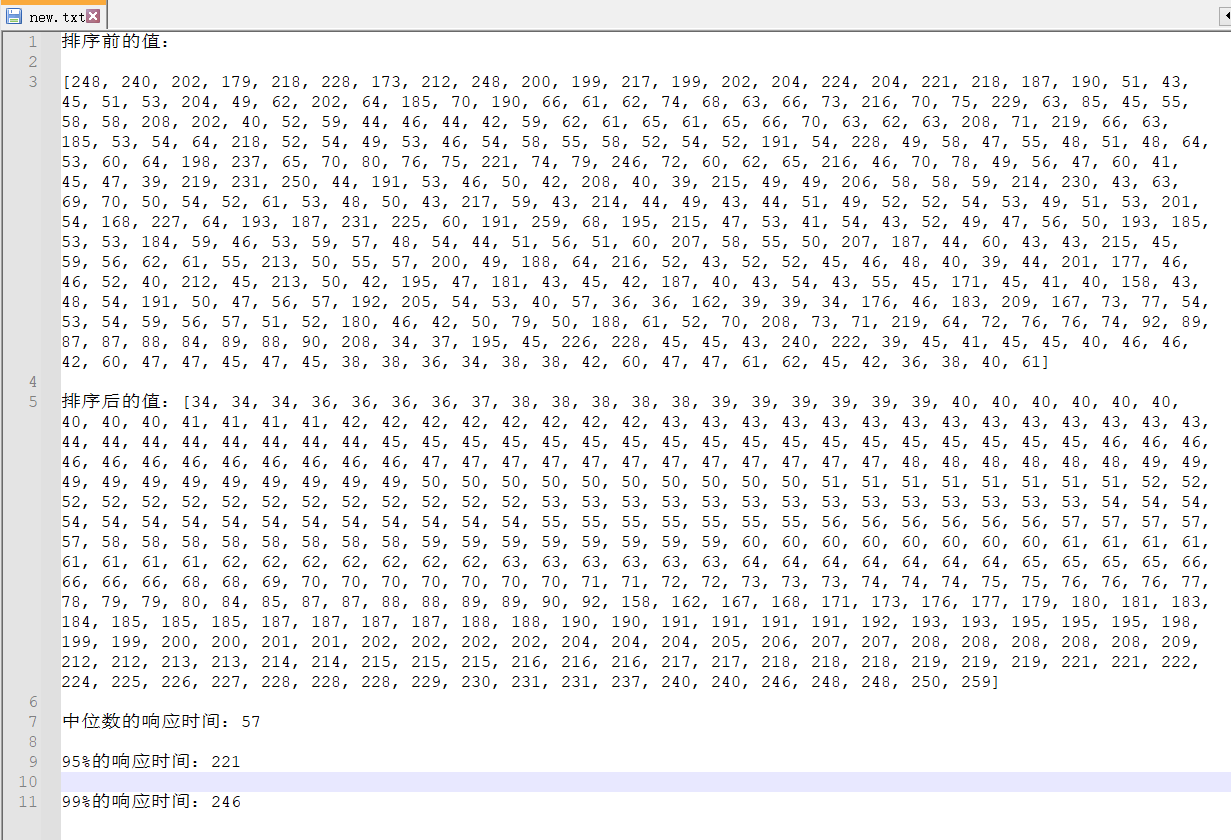 new.txt
1 排序前的值：
2
3 [248, 240, 202, 179, 218, 228, 173, 212, 248, 200, 199, 217, 199, 202, 204, 224, 204, 221, 218, 187, 190, 51, 43,
45, 51, 53, 204, 49, 62, 202, 64, 185, 70, 190, 66, 61, 62, 74, 68, 63, 66, 73, 216, 70, 75, 229, 63, 85, 45, 55,
58, 58, 208, 202, 40, 52, 59, 44, 46, 44, 42, 59, 62, 61, 65, 61, 65, 66, 70, 63, 62, 63, 208, 71, 219, 66, 63,
185, 53, 54, 64, 218, 52, 54, 49, 53, 46, 54, 58, 55, 58, 52, 54, 52, 191, 54, 228, 49, 58, 47, 55, 48, 51, 48, 64,
53, 60, 64, 198, 237, 65, 70, 80, 76, 75, 221, 74, 79, 246, 72, 60, 62, 65, 216, 46, 70, 78, 49, 56, 47, 60, 41,
45, 47, 39, 219, 231, 250, 44, 191, 53, 46, 50, 42, 208, 40, 39, 215, 49, 49, 206, 58, 58, 59, 214, 230, 43, 63,
69, 70, 50, 54, 52, 61, 53, 48, 50, 43, 217, 59, 43, 214, 44, 49, 43, 44, 51, 49, 52, 52, 54, 53, 49, 51, 53, 201,
54, 168, 227, 64, 193, 187, 231, 225, 60, 191, 259, 68, 195, 215, 47, 53, 41, 54, 43, 52, 49, 47, 56, 50, 193, 185,
53, 53, 184, 59, 46, 53, 59, 57, 48, 54, 44, 51, 56, 51, 60, 207, 58, 55, 50, 207, 187, 44, 60, 43, 43, 215, 45,
59, 56, 62, 61, 55, 213, 50, 55, 57, 200, 49, 188, 64, 216, 52, 43, 52, 52, 45, 46, 48, 40, 39, 44, 201, 177, 46,
46, 52, 40, 212, 45, 213, 50, 42, 195, 47, 181, 43, 45, 42, 187, 40, 43, 54, 43, 55, 45, 171, 45, 41, 40, 158, 43,
48, 54, 191, 50, 47, 56, 57, 192, 205, 54, 53, 40, 57, 36, 36, 162, 39, 39, 34, 176, 46, 183, 209, 167, 73, 77, 54,
53, 54, 59, 56, 57, 51, 52, 180, 46, 42, 50, 79, 50, 188, 61, 52, 70, 208, 73, 71, 219, 64, 72, 76, 76, 74, 92, 89,
87, 87, 88, 84, 89, 88, 90, 208, 34, 37, 195, 45, 226, 228, 45, 45, 43, 240, 222, 39, 45, 41, 45, 45, 40, 46, 46,
42, 60, 47, 47, 45, 47, 45, 38, 38, 36, 34, 38, 38, 42, 60, 47, 47, 61, 62, 45, 42, 36, 38, 40, 61]
4
5 排序后的值：[34, 34, 34, 36, 36, 36, 36, 37, 38, 38, 38, 38, 38, 39, 39, 39, 39, 39, 39, 40, 40, 40, 40, 40, 40,
40, 40, 40, 41, 41, 41, 41, 42, 42, 42, 42, 42, 42, 42, 42, 43, 43, 43, 43, 43, 43, 43, 43, 43, 43, 43, 43, 43, 43,
44, 44, 44, 44, 44, 44, 44, 44, 45, 45, 45, 45, 45, 45, 45, 45, 45, 45, 45, 45, 45, 45, 45, 45, 45, 45, 46, 46, 46,
46, 46, 46, 46, 46, 46, 46, 46, 46, 47, 47, 47, 47, 47, 47, 47, 47, 47, 47, 47, 47, 48, 48, 48, 48, 48, 48, 49, 49,
49, 49, 49, 49, 49, 49, 49, 49, 49, 50, 50, 50, 50, 50, 50, 50, 50, 50, 50, 51, 51, 51, 51, 51, 51, 51, 51, 52, 52,
52, 52, 52, 52, 52, 52, 52, 52, 52, 52, 52, 52, 53, 53, 53, 53, 53, 53, 53, 53, 53, 53, 53, 53, 53, 53, 54, 54, 54,
54, 54, 54, 54, 54, 54, 54, 54, 54, 54, 54, 54, 55, 55, 55, 55, 55, 55, 55, 56, 56, 56, 56, 56, 56, 57, 57, 57, 57,
57, 58, 58, 58, 58, 58, 58, 58, 58, 59, 59, 59, 59, 59, 59, 59, 59, 60, 60, 60, 60, 60, 60, 60, 60, 61, 61, 61, 61,
61, 61, 61, 61, 62, 62, 62, 62, 62, 62, 62, 63, 63, 63, 63, 63, 63, 64, 64, 64, 64, 64, 64, 64, 65, 65, 65, 65, 66,
66, 66, 66, 68, 68, 69, 70, 70, 70, 70, 70, 70, 70, 71, 71, 72, 72, 73, 73, 73, 74, 74, 74, 75, 75, 76, 76, 76, 77,
78, 79, 79, 80, 84, 85, 87, 87, 88, 88, 89, 89, 90, 92, 158, 162, 167, 168, 171, 173, 176, 177, 179, 180, 181, 183,
184, 185, 185, 185, 187, 187, 187, 187, 188, 188, 190, 190, 191, 191, 191, 191, 192, 193, 193, 195, 195, 195, 198,
199, 199, 200, 200, 201, 201, 202, 202, 202, 202, 204, 204, 204, 205, 206, 207, 207, 208, 208, 208, 208, 208, 209,
212, 212, 213, 213, 214, 214, 215, 215, 215, 216, 216, 216, 217, 217, 218, 218, 218, 219, 219, 219, 221, 221, 222,
224, 225, 226, 227, 228, 228, 228, 229, 230, 231, 231, 237, 240, 240, 246, 248, 248, 250, 259]
6
7 中位数的响应时间：57
8
9 95%的响应时间：221
10
11 99%的响应时间：246